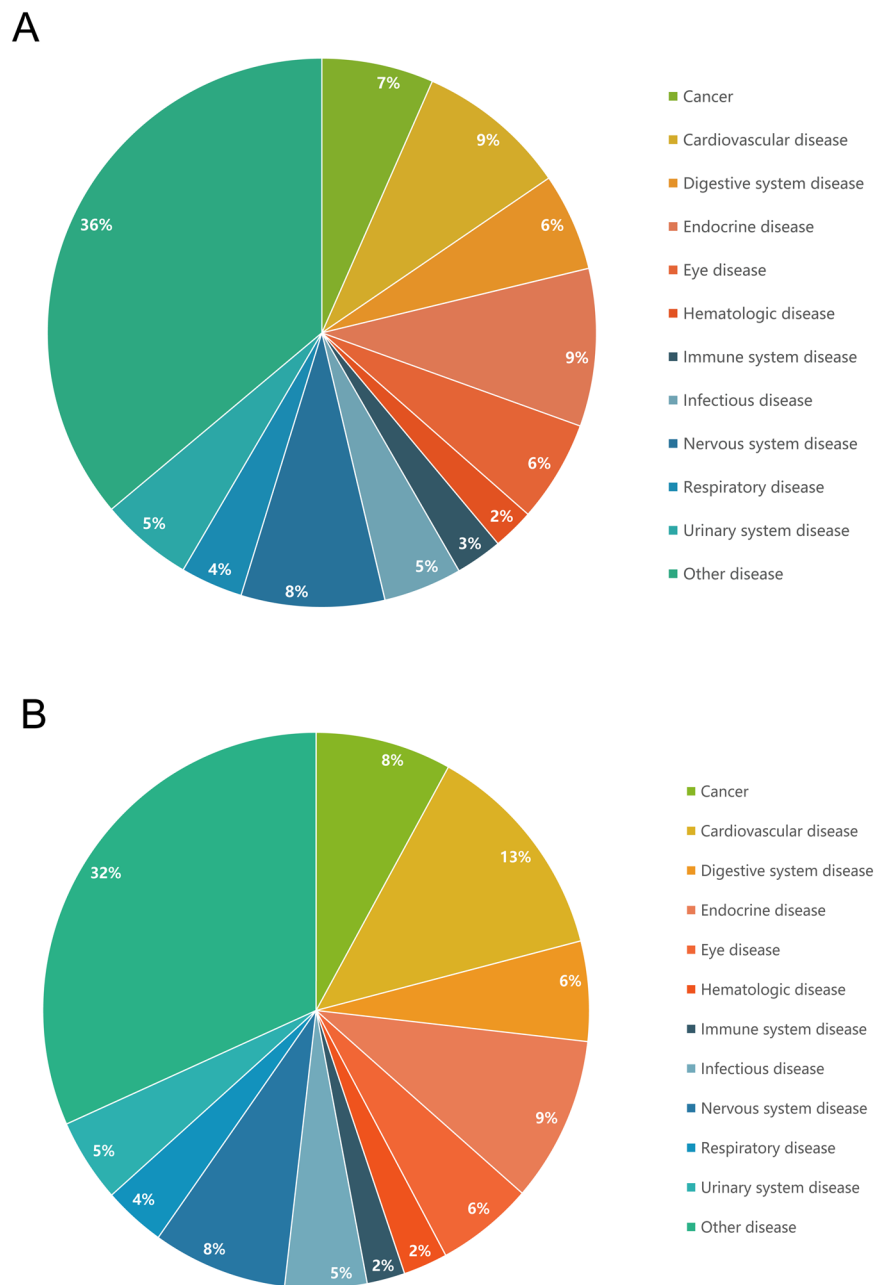 A
7%
9%
6%
9%
6%
2%
3%
5%
8%
4%
5%
36%
Cancer
Cardiovascular disease
Digestive system disease
Endocrine disease
Eye disease
Hematologic disease
Immune system disease
Infectious disease
Nervous system disease
Respiratory disease
Urinary system disease
Other disease
B
8%
13%
6%
9%
6%
2%
2%
5%
8%
4%
5%
32%
Cancer
Cardiovascular disease
Digestive system disease
Endocrine disease
Eye disease
Hematologic disease
Immune system disease
Infectious disease
Nervous system disease
Respiratory disease
Urinary system disease
Other disease